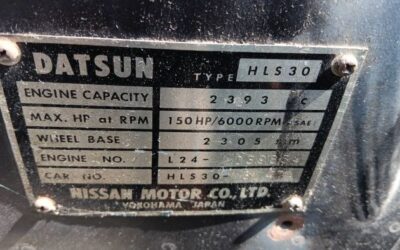 DATSUN TYPE HLS30
ENGINE CAPACITY 2393 C
MAX. HP at RPM 150HP/6000RPM (SAE)
WHEEL BASE 2305 mm
ENGINE NO. L24-
CAR NO. HLS30-
NISSAN MOTOR CO., LTD.
YOKOHAMA, JAPAN